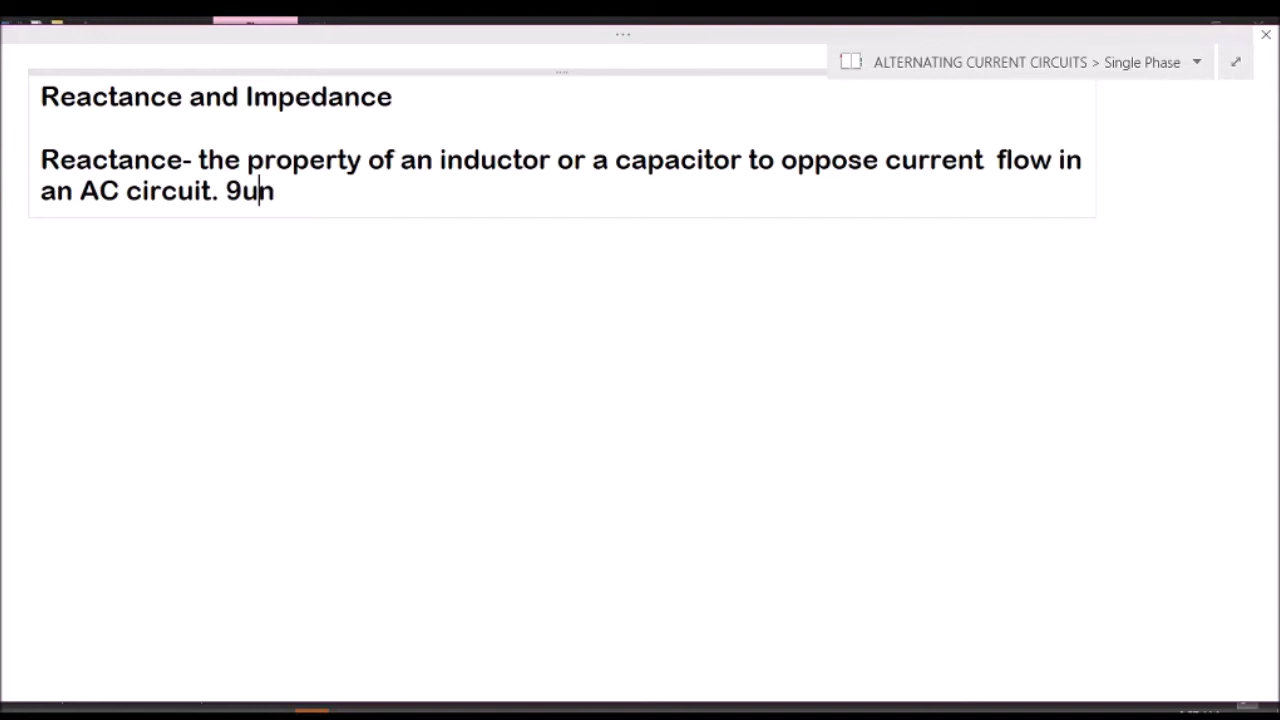 ALTERNATING CURRENT CIRCUITS > Single Phase
Reactance and Impedance
Reactance- the property of an inductor or a capacitor to oppose current  flow in
an AC circuit. 9un